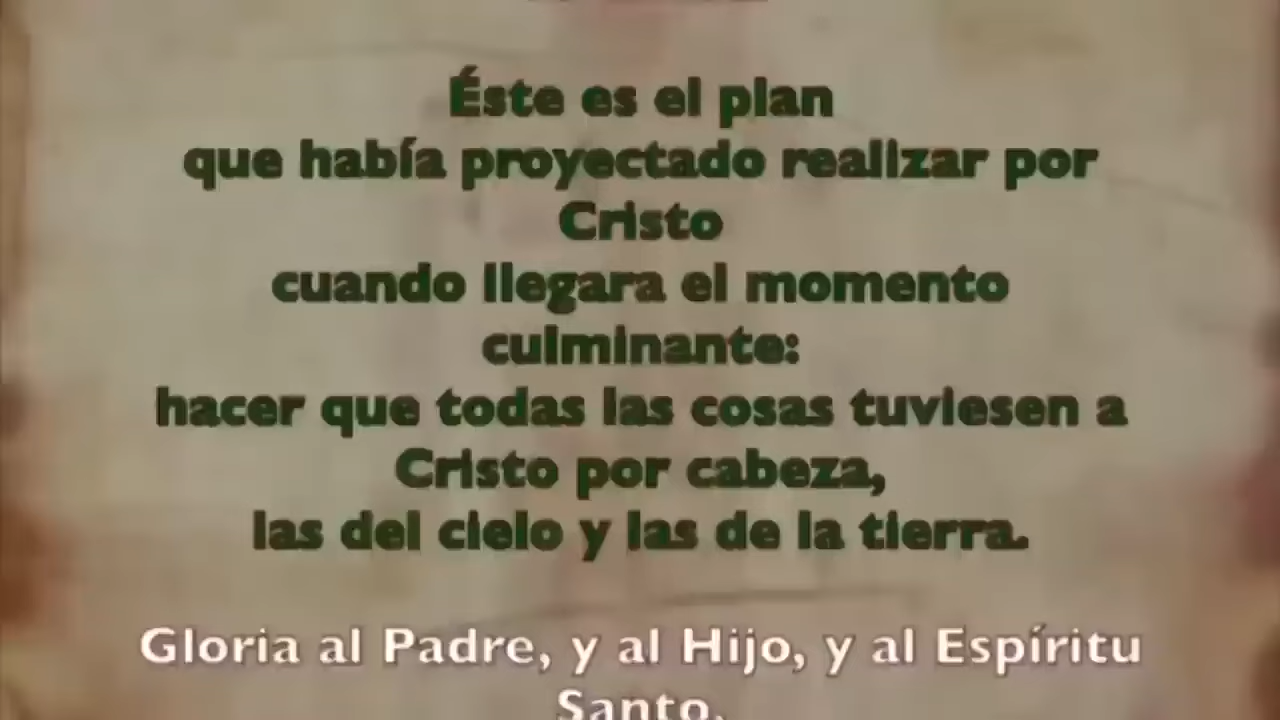 Éste es el plan
que había proyectado realizar por
Cristo
cuando llegara el momento
culminante:
hacer que todas las cosas tuviesen a
Cristo por cabeza,
las del cielo y las de la tierra.
Gloria al Padre, y al Hijo, y al Espíritu
Santo.